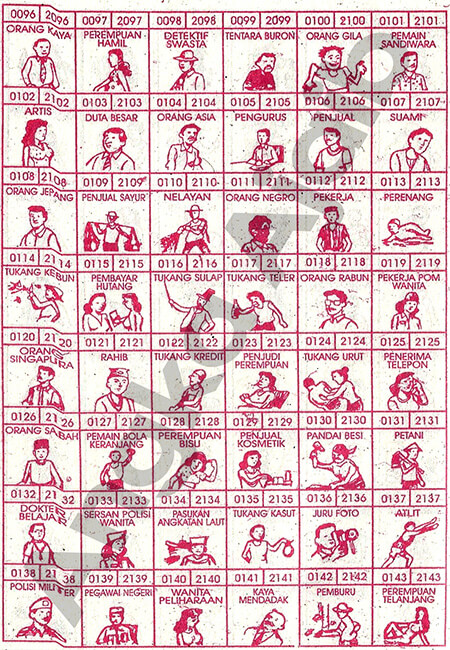 0096 2096 0097 2097 0098 2098 0099 2099 0100 2100 0101 2101
ORANG KAYA PEREMPUAN HAMIL DETEKTIF SWASTA TENTARA BURON ORANG GILA PEMAIN SANDIWARA
0102 2102 0103 2103 0104 2104 0105 2105 0106 2106 0107 2107
ARTIS DUTA BESAR ORANG ASIA PENGURUS PENJUAL SUAMI
0108 2108 0109 2109 0110 2110 0111 2111 0112 2112 0113 2113
ORANG JEPANG PENJUAL SAYUR NELAYAN ORANG NEGRO PEKERJA PERENANG
0114 2114 0115 2115 0116 2116 0117 2117 0118 2118 0119 2119
TUKANG KEBUN PEMBAYAR HUTANG TUKANG SULAP TUKANG TELER ORANG RABUN PEKERJA POM WANITA
0120 2120 0121 2121 0122 2122 0123 2123 0124 2124 0125 2125
ORANG SINGAPURA RAHIB TUKANG KREDIT PENJUDI PEREMPUAN TUKANG URUT PENERIMA TELEPON
0126 2126 0127 2127 0128 2128 0129 2129 0130 2130 0131 2131
ORANG SABAH PEMAIN BOLA KERANJANG PEREMPUAN BISU PENJUAL KOSMETIK PANDAI BESI PETANI
0132 2132 0133 2133 0134 2134 0135 2135 0136 2136 0137 2137
DOKTER BELAJAR SERSAN POLISI WANITA PASUKAN ANGKATAN LAUT TUKANG KASUT JURU FOTO ATLIT
0138 2138 0139 2139 0140 2140 0141 2141 0142 2142 0143 2143
POLISI MILITER PEGAWAI NEGERI WANITA PELIHARAAN KAYA MENDADAK PEMBURU PEREMPUAN TELANJANG